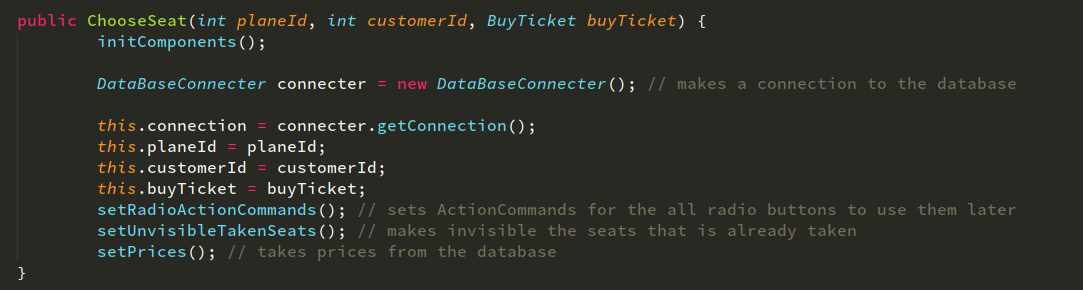 public ChooseSeat(int planeId, int customerId, BuyTicket buyTicket) {
        initComponents();

        DataBaseConnecter connecter = new DataBaseConnecter(); // makes a connection to the database

        this.connection = connecter.getConnection();
        this.planeId = planeId;
        this.customerId = customerId;
        this.buyTicket = buyTicket;
        setRadioActionCommands(); // sets ActionCommands for the all radio buttons to use them later
        setUnvisibleTakenSeats(); // makes invisible the seats that is already taken
        setPrices(); // takes prices from the database
}